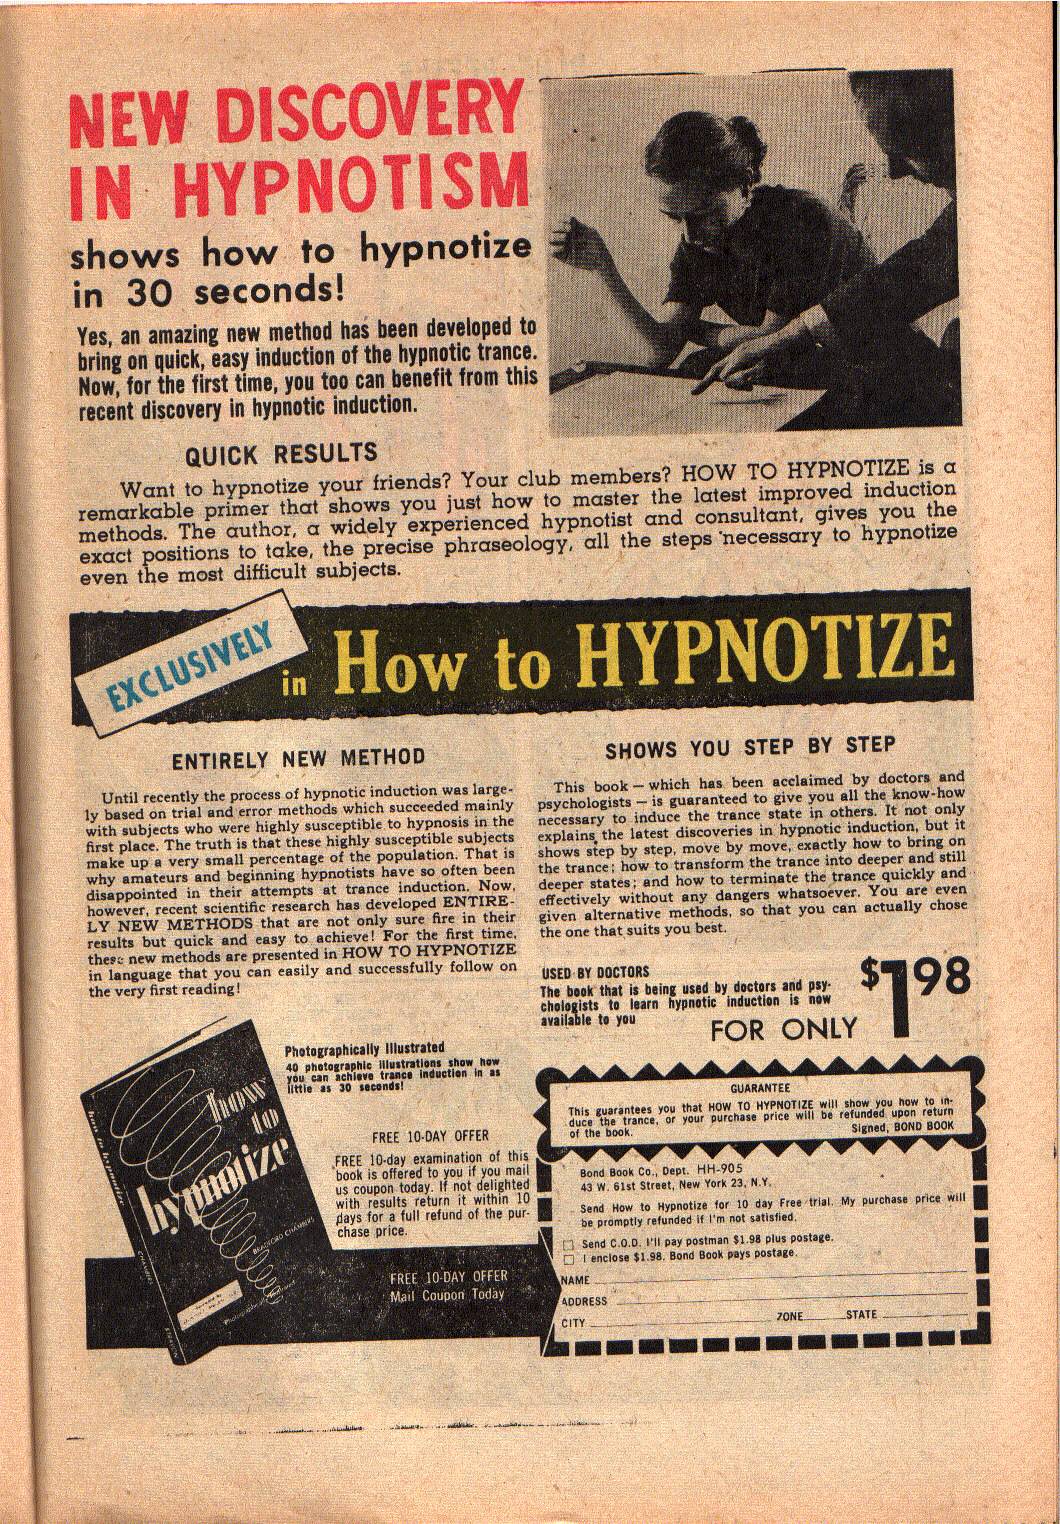 NEW DISCOVERY
IN HYPNOTISM
shows how to hypnotize
in 30 seconds!
Yes, an amazing new method has been developed to
bring on quick, easy induction of the hypnotic trance.
Now, for the first time, you too can benefit from this
recent discovery in hypnotic induction.
QUICK RESULTS
Want to hypnotize your friends? Your club members? HOW TO HYPNOTIZE is a
remarkable primer that shows you just how to master the latest improved induction
methods. The author, a widely experienced hypnotist and consultant, gives you the
exact positions to take, the precise phraseology, all the steps necessary to hypnotize
even the most difficult subjects.
EXCLUSIVELY
in How to HYPNOTIZE
ENTIRELY NEW METHOD
Until recently the process of hypnotic induction was large-
ly based on trial and error methods which succeeded mainly
with subjects who were highly susceptible to hypnosis in the
first place. The truth is that these highly susceptible subjects
make up a very small percentage of the population. That is
why amateurs and beginning hypnotists have so often been
disappointed in their attempts at trance induction. Now,
however, recent scientific research has developed ENTIRE-
LY NEW METHODS that are not only sure fire in their
results but quick and easy to achieve! For the first time,
these new methods are presented in HOW TO HYPNOTIZE
in language that you can easily and successfully follow on
the very first reading!
SHOWS YOU STEP BY STEP
This book — which has been acclaimed by doctors and
psychologists — is guaranteed to give you all the know-how
necessary to induce the trance state in others. It not only
explains the latest discoveries in hypnotic induction, but it
shows step by step, move by move, exactly how to bring on
the trance; how to transform the trance into deeper and still
deeper states; and how to terminate the trance quickly and
effectively without any dangers whatsoever. You are even
given alternative methods, so that you can actually chose
the one that suits you best.
USED BY DOCTORS
The book that is being used by doctors and psy-
chologists to learn hypnotic induction is now
available to you
FOR ONLY $1 98
how to hypnotize
how
to
hypnotize
BRADFORD CHAMBERS
Photographically Illustrated
40 photographic illustrations show how
you can achieve trance induction in as
little as 30 seconds!
FREE 10-DAY OFFER
FREE 10-day examination of this
book is offered to you if you mail
us coupon today. If not delighted
with results return it within 10
days for a full refund of the pur-
chase price.
FREE 10-DAY OFFER
Mail Coupon Today
GUARANTEE
This guarantees you that HOW TO HYPNOTIZE will show you how to in-
duce the trance, or your purchase price will be refunded upon return
of the book. Signed, BOND BOOK
Bond Book Co., Dept. HH-905
43 W. 61st Street, New York 23, N.Y.
Send How to Hypnotize for 10 day Free trial. My purchase price will
be promptly refunded if I'm not satisfied.
Send C.O.D. I'll pay postman $1.98 plus postage.
I enclose $1.98. Bond Book pays postage.
NAME
ADDRESS
CITY ZONE STATE